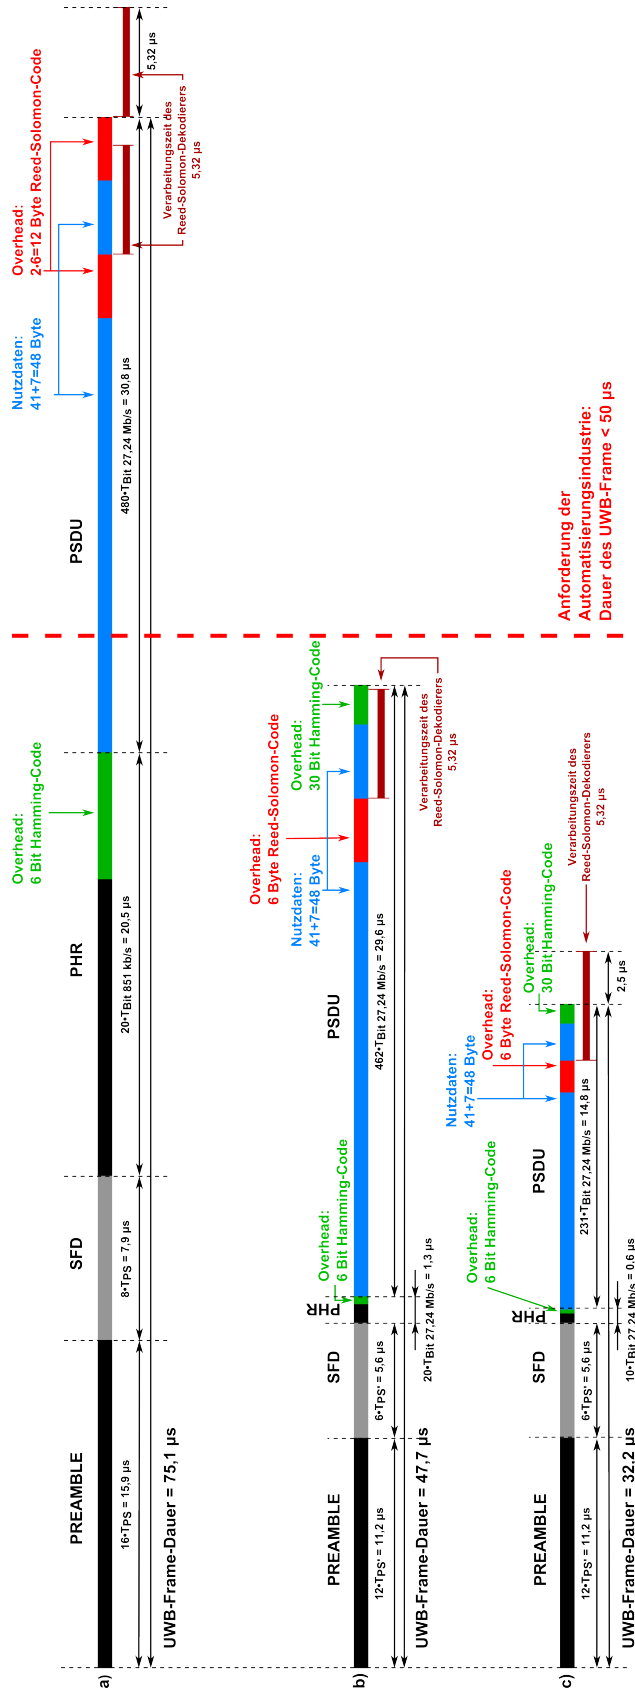 a)
PREAMBLE
16•TPS = 15,9 µs
SFD
8•TPS = 7,9 µs
PHR
20•TBit 851 kb/s = 20,5 µs
Overhead:
6 Bit Hamming-Code
PSDU
480•TBit 27,24 Mb/s = 30,8 µs
Nutzdaten:
41+7=48 Byte
Overhead:
2·6=12 Byte Reed-Solomon-Code
Verarbeitungszeit des
Reed-Solomon-Dekodierers
5,32 µs
5,32 µs
UWB-Frame-Dauer = 75,1 µs
b)
PREAMBLE
12•TPS' = 11,2 µs
SFD
6•TPS' = 5,6 µs
PHR
20•TBit 27,24 Mb/s = 1,3 µs
Overhead:
6 Bit Hamming-Code
PSDU
462•TBit 27,24 Mb/s = 29,6 µs
Nutzdaten:
41+7=48 Byte
Overhead:
6 Byte Reed-Solomon-Code
Overhead:
30 Bit Hamming-Code
Verarbeitungszeit des
Reed-Solomon-Dekodierers
5,32 µs
UWB-Frame-Dauer = 47,7 µs
c)
PREAMBLE
12•TPS' = 11,2 µs
SFD
6•TPS' = 5,6 µs
PHR
10•TBit 27,24 Mb/s = 0,6 µs
Overhead:
6 Bit Hamming-Code
PSDU
231•TBit 27,24 Mb/s = 14,8 µs
Nutzdaten:
41+7=48 Byte
Overhead:
6 Byte Reed-Solomon-Code
Overhead:
30 Bit Hamming-Code
2,5 µs
Verarbeitungszeit des
Reed-Solomon-Dekodierers
5,32 µs
UWB-Frame-Dauer = 32,2 µs
Anforderung der
Automatisierungsindustrie:
Dauer des UWB-Frame < 50 µs